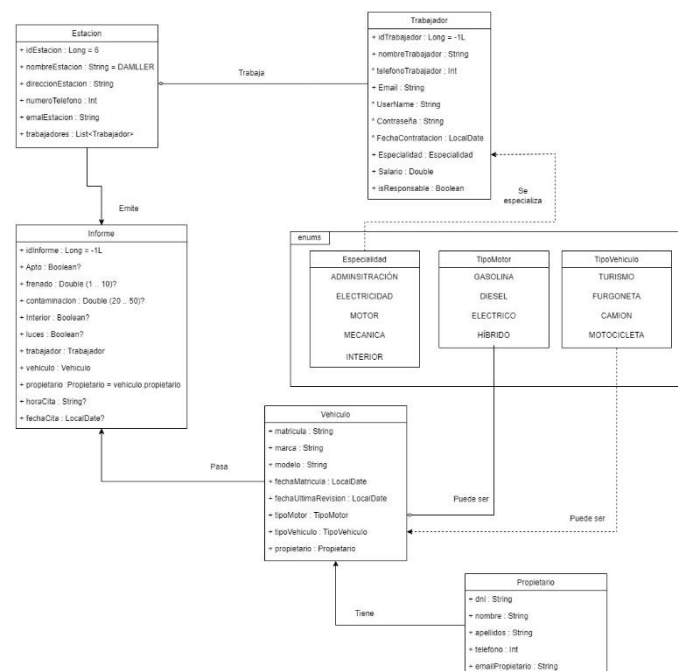 Estacion
+ idEstacion : Long = 6
+ nombreEstacion : String = DAMLLER
+ direccionEstacion : String
+ numeroTelefono : Int
+ emailEstacion : String
+ trabajadores : List<Trabajador>
Trabaja
Trabajador
+ idTrabajador : Long = -1L
+ nombreTrabajador : String
* telefonoTrabajador : Int
+ Email : String
* UserName : String
* Contraseña : String
* FechaContratacion : LocalDate
+ Especialidad : Especialidad
+ Salario : Double
+ isResponsable : Boolean
Emite
Se
especializa
Informe
+ idInforme : Long = -1L
+ Apto : Boolean?
+ frenado : Double (1 .. 10)?
+ contaminacion : Double (20 .. 50)?
+ Interior : Boolean?
+ luces : Boolean?
+ trabajador : Trabajador
+ vehiculo : Vehiculo
+ propietario :Propietario = vehiculo.propietario
+ horaCita : String?
+ fechaCita : LocalDate?
enums
Especialidad
ADMINSITRACIÓN
ELECTRICIDAD
MOTOR
MECANICA
INTERIOR
TipoMotor
GASOLINA
DIESEL
ELECTRICO
HÍBRIDO
TipoVehiculo
TURISMO
FURGONETA
CAMION
MOTOCICLETA
Pasa
Vehiculo
+ matricula : String
+ marca : String
+ modelo : String
+ fechaMatricula : LocalDate
+ fechaUltimaRevision : LocalDate
+ tipoMotor : TipoMotor
+ tipoVehiculo : TipoVehiculo
+ propietario : Propietario
Puede ser
Puede ser
Tiene
Propietario
+ dni : String
+ nombre : String
+ apellidos : String
+ telefono : Int
+ emailPropietario : String